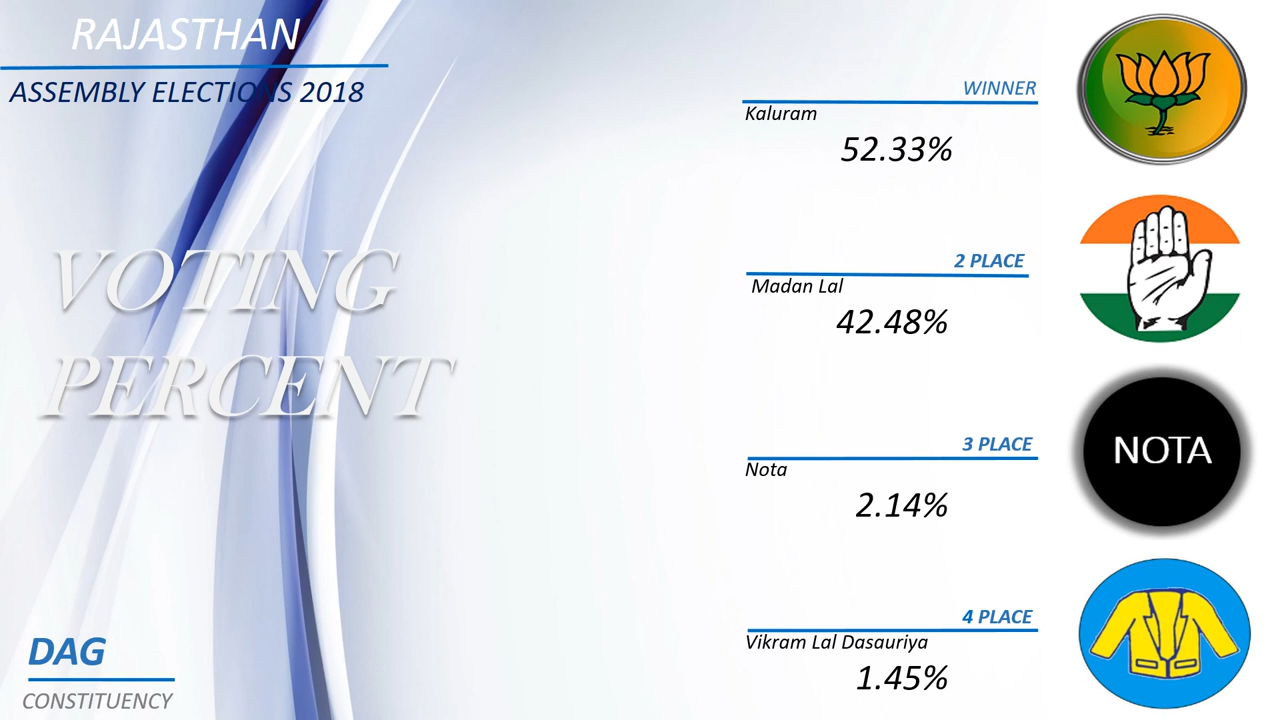 RAJASTHAN
ASSEMBLY ELECTIONS 2018
VOTING
PERCENT
DAG
CONSTITUENCY
WINNER
Kaluram
52.33%
2 PLACE
Madan Lal
42.48%
3 PLACE
Nota
2.14%
NOTA
4 PLACE
Vikram Lal Dasauriya
1.45%